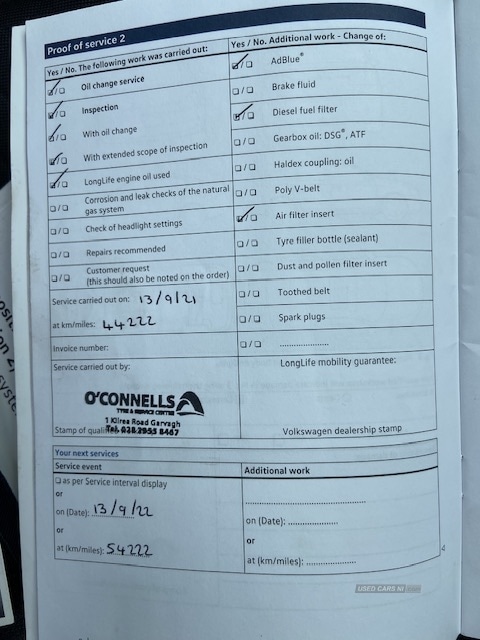 Proof of service 2
Yes / No. The following work was carried out:
Oil change service
Inspection
With oil change
With extended scope of inspection
LongLife engine oil used
Corrosion and leak checks of the natural
gas system
Check of headlight settings
Repairs recommended
Customer request
(this should also be noted on the order)
Service carried out on: 13/9/21
at km/miles: 44222
Invoice number:
Service carried out by:
O'CONNELLS
TYRE & SERVICE CENTRE
1 Kilrea Road Garvagh
Tel. 028 2955 8467
Stamp of qualif
Yes / No. Additional work - Change of:
AdBlue®
Brake fluid
Diesel fuel filter
Gearbox oil: DSG®, ATF
Haldex coupling: oil
Poly V-belt
Air filter insert
Tyre filler bottle (sealant)
Dust and pollen filter insert
Toothed belt
Spark plugs
LongLife mobility guarantee:
Volkswagen dealership stamp
Your next services
Service event
as per Service interval display
or
on (Date): 13/9/22
or
at (km/miles): 54222
Additional work
on (Date):
or
at (km/miles):
USED CARS NI